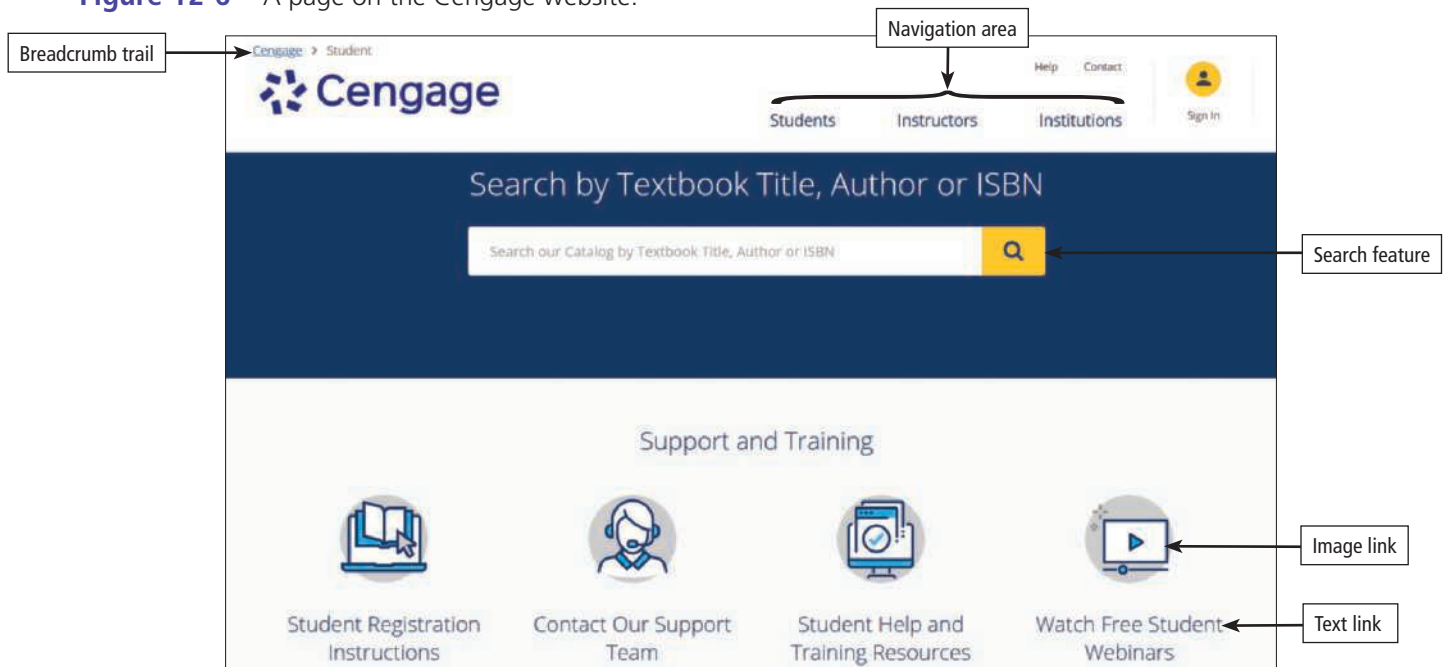 Figure 12-8 A page on the Cengage website.
Navigation area
Breadcrumb trail
Cengage > Student
Cengage
Help Contact
Students Instructors Institutions
Sign In
Search by Textbook Title, Author or ISBN
Search our Catalog by Textbook Title, Author or ISBN
Search feature
Support and Training
Image link
Student Registration
Instructions
Contact Our Support
Team
Student Help and
Training Resources
Watch Free Student
Webinars
Text link